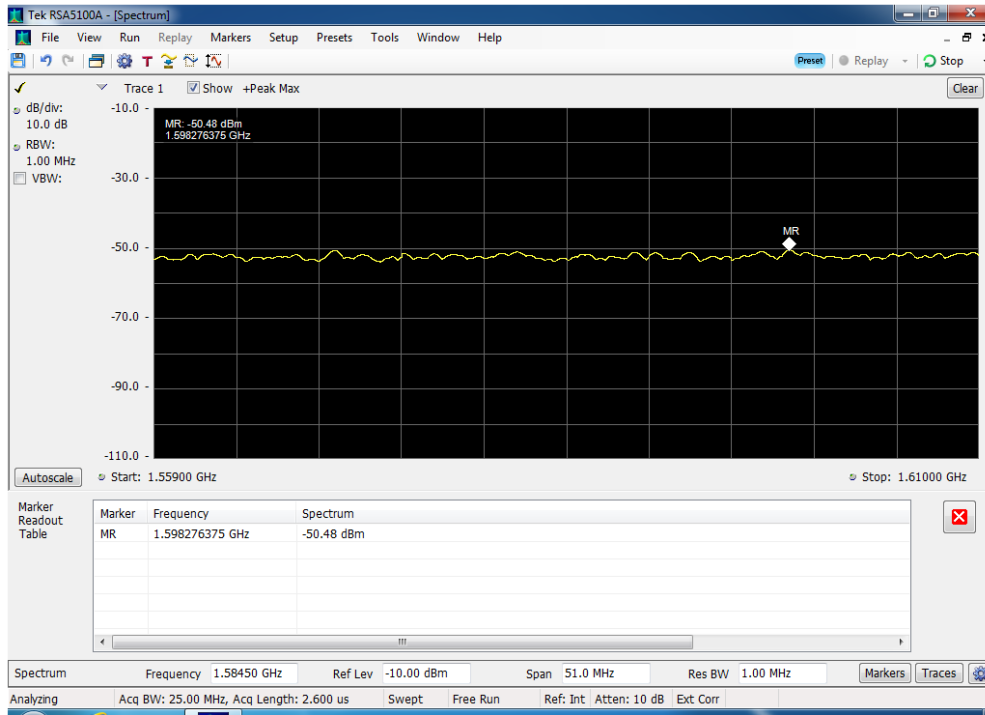 Tek RSA5100A - [Spectrum]
File View Run Replay Markers Setup Presets Tools Window Help
T
Preset Replay Stop
Trace 1 Show +Peak Max Clear
dB/div:
10.0 dB
RBW:
1.00 MHz
VBW:
-10.0
MR: -50.48 dBm
1.598276375 GHz
-30.0
MR
-50.0
-70.0
-90.0
-110.0
Autoscale Start: 1.55900 GHz Stop: 1.61000 GHz
Marker
Readout
Table
Marker Frequency Spectrum
MR 1.598276375 GHz -50.48 dBm
Spectrum Frequency 1.58450 GHz Ref Lev -10.00 dBm Span 51.0 MHz Res BW 1.00 MHz Markers Traces
Analyzing Acq BW: 25.00 MHz, Acq Length: 2.600 us Swept Free Run Ref: Int Atten: 10 dB Ext Corr